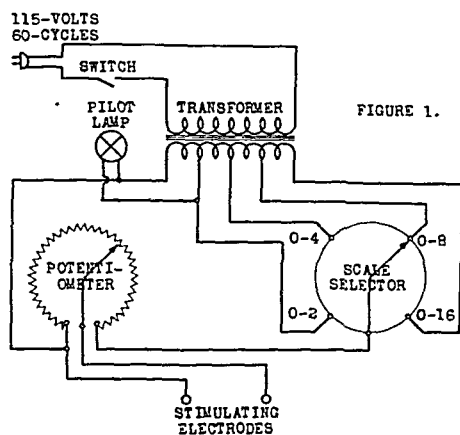 115-VOLTS
60-CYCLES
SWITCH
PILOT
LAMP
TRANSFORMER
FIGURE 1.
POTENTI-
OMETER
0-4
0-8
SCALE
SELECTOR
0-2
0-16
STIMULATING
ELECTRODES